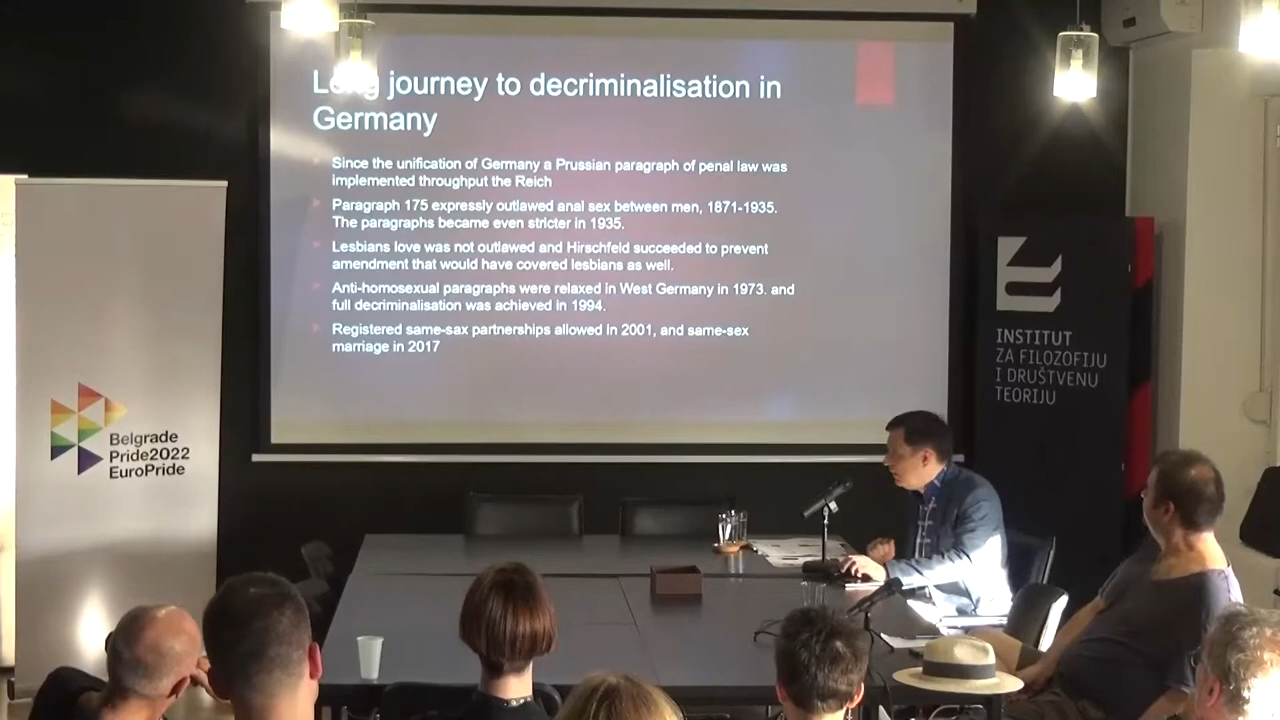 Long journey to decriminalisation in
Germany
Since the unification of Germany a Prussian paragraph of penal law was
implemented throughput the Reich
Paragraph 175 expressly outlawed anal sex between men, 1871-1935.
The paragraphs became even stricter in 1935.
Lesbians love was not outlawed and Hirschfeld succeeded to prevent
amendment that would have covered lesbians as well.
Anti-homosexual paragraphs were relaxed in West Germany in 1973. and
full decriminalisation was achieved in 1994.
Registered same-sax partnerships allowed in 2001, and same-sex
marriage in 2017
Belgrade
Pride2022
EuroPride
INSTITUT
ZA FILOZOFIJU
I DRUŠTVENU
TEORIJU